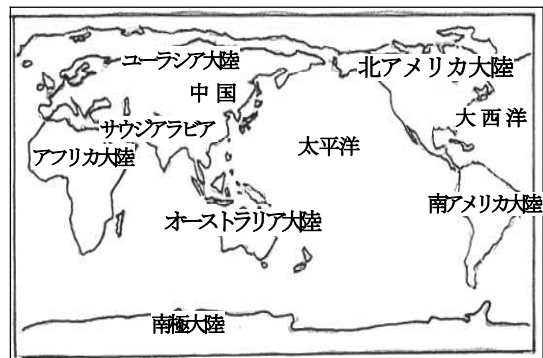 ユーラシア大陸
北アメリカ大陸
中国
大西洋
サウジアラビア
アフリカ大陸
太平洋
南アメリカ大陸
オーストラリア大陸
南極大陸